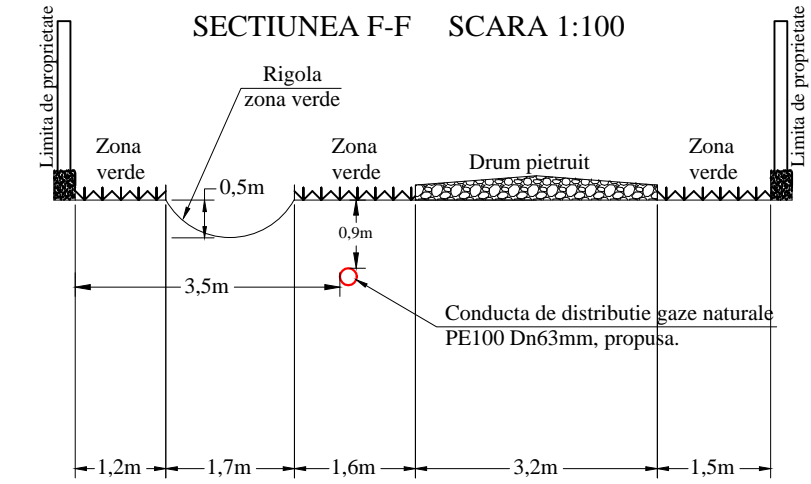 SECTIUNEA F-F SCARA 1:100
Limita de proprietate
Limita de proprietate
Rigola
zona verde
Zona
verde
Zona
verde
Drum pietruit
Zona
verde
0,5m
0,9m
3,5m
Conducta de distributie gaze naturale
PE100 Dn63mm, propusa.
1,2m
1,7m
1,6m
3,2m
1,5m